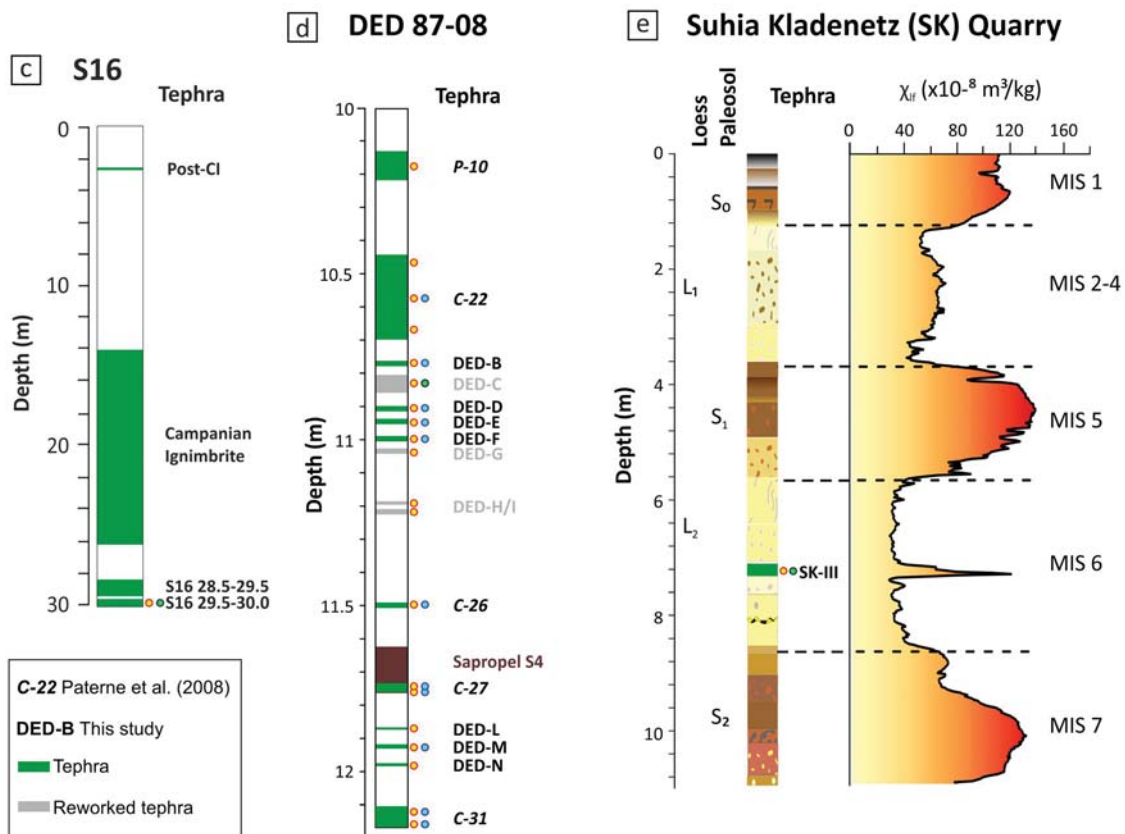 c S16
Tephra
0
10
20
30
Depth (m)
Post-CI
Campanian
Ignimbrite
S16 28.5-29.5
S16 29.5-30.0
C-22 Paterne et al. (2008)
DED-B This study
Tephra
Reworked tephra
d DED 87-08
Tephra
10
10.5
11.0
11.5
12
Depth (m)
P-10
C-22
DED-B
DED-C
DED-D
DED-E
DED-F
DED-G
DED-H/I
C-26
Sapropel S4
C-27
DED-L
DED-M
DED-N
C-31
e Suhia Kladenetz (SK) Quarry
Loess
Paleosol
Tephra
χlf (x10-⁸ m³/kg)
0 40 80 120 160
0
2
4
6
8
10
Depth (m)
S₀
L₁
S₁
L₂
S₂
SK-III
MIS 1
MIS 2-4
MIS 5
MIS 6
MIS 7